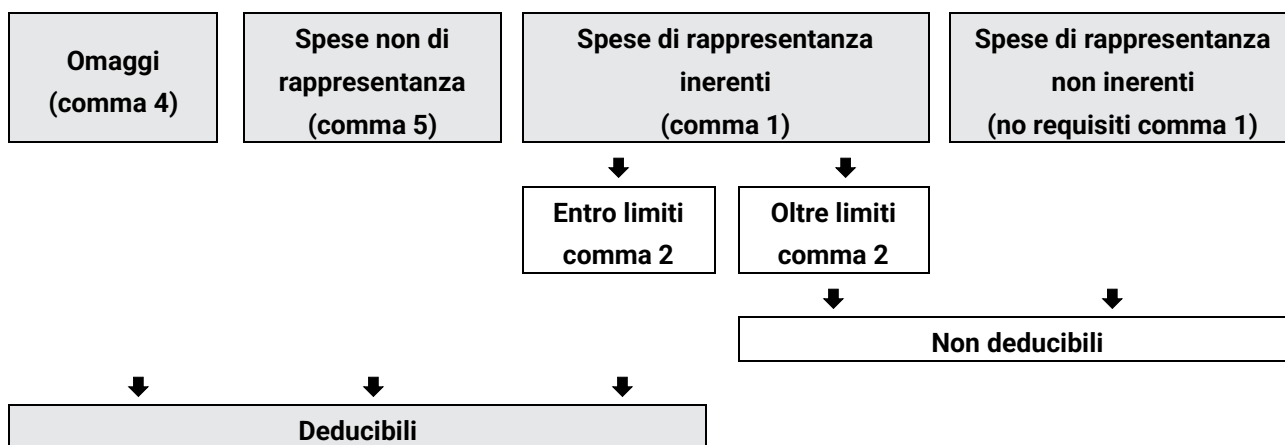 Omaggi
(comma 4)
Spese non di
rappresentanza
(comma 5)
Spese di rappresentanza
inerenti
(comma 1)
Spese di rappresentanza
non inerenti
(no requisiti comma 1)
Entro limiti
comma 2
Oltre limiti
comma 2
Non deducibili
Deducibili